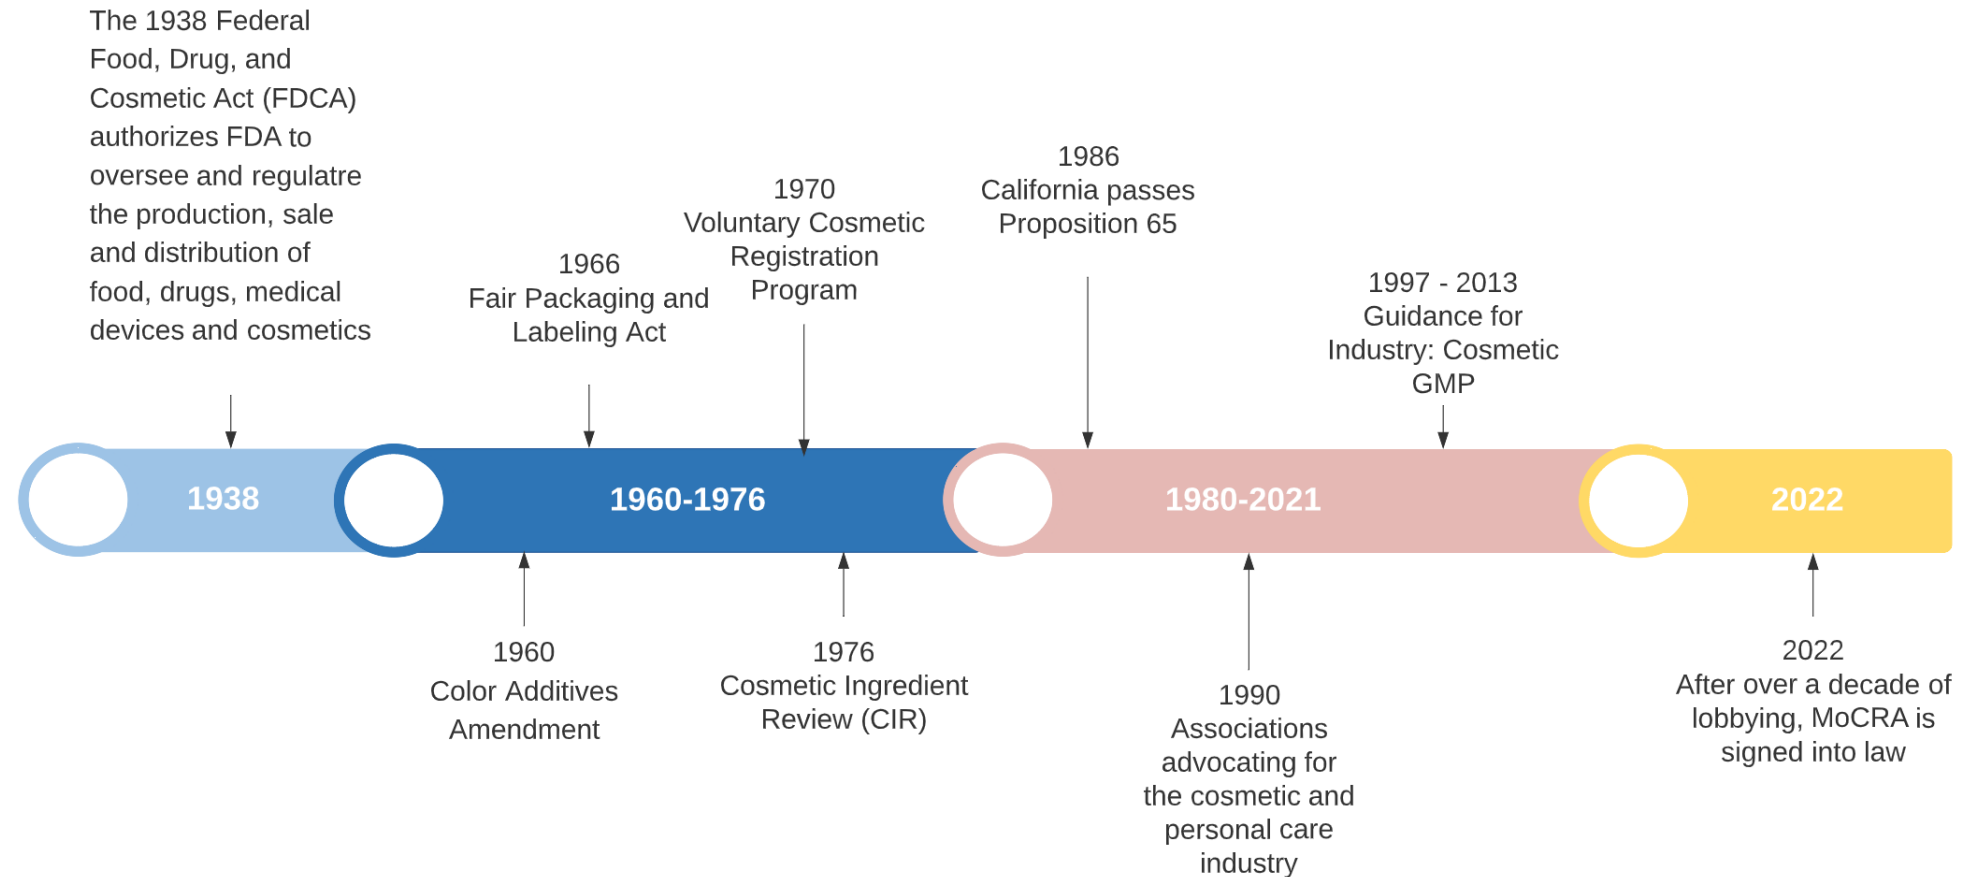 The 1938 Federal
Food, Drug, and
Cosmetic Act (FDCA)
authorizes FDA to
oversee and regulatre
the production, sale
and distribution of
food, drugs, medical
devices and cosmetics
1966
Fair Packaging and
Labeling Act
1970
Voluntary Cosmetic
Registration
Program
1986
California passes
Proposition 65
1997 - 2013
Guidance for
Industry: Cosmetic
GMP
1938
1960-1976
1980-2021
2022
1960
Color Additives
Amendment
1976
Cosmetic Ingredient
Review (CIR)
1990
Associations
advocating for
the cosmetic and
personal care
industry
2022
After over a decade of
lobbying, MoCRA is
signed into law